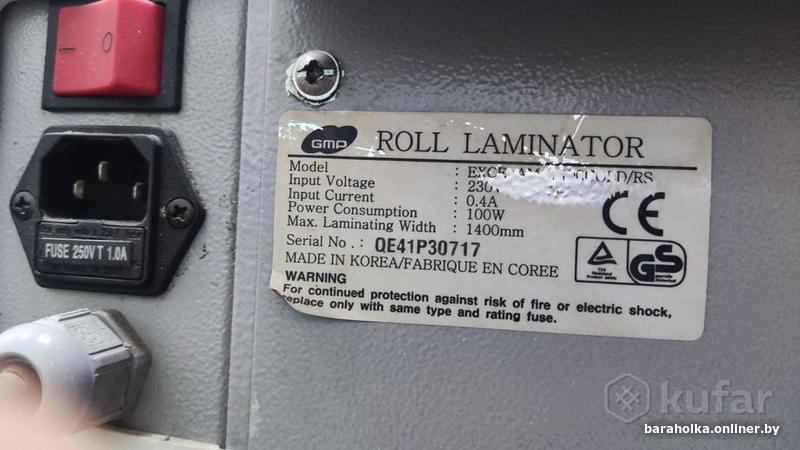 GMP ROLL LAMINATOR
Model :
Input Voltage : 230V
Input Current : 0.4A
Power Consumption : 100W
Max. Laminating Width : 1400mm
Serial No. : QE41P30717
MADE IN KOREA/FABRIQUE EN COREE
CE
TÜV
GS
WARNING
For continued protection against risk of fire or electric shock,
replace only with same type and rating fuse.
FUSE 250V T 1.0A
kufar
baraholka.onliner.by